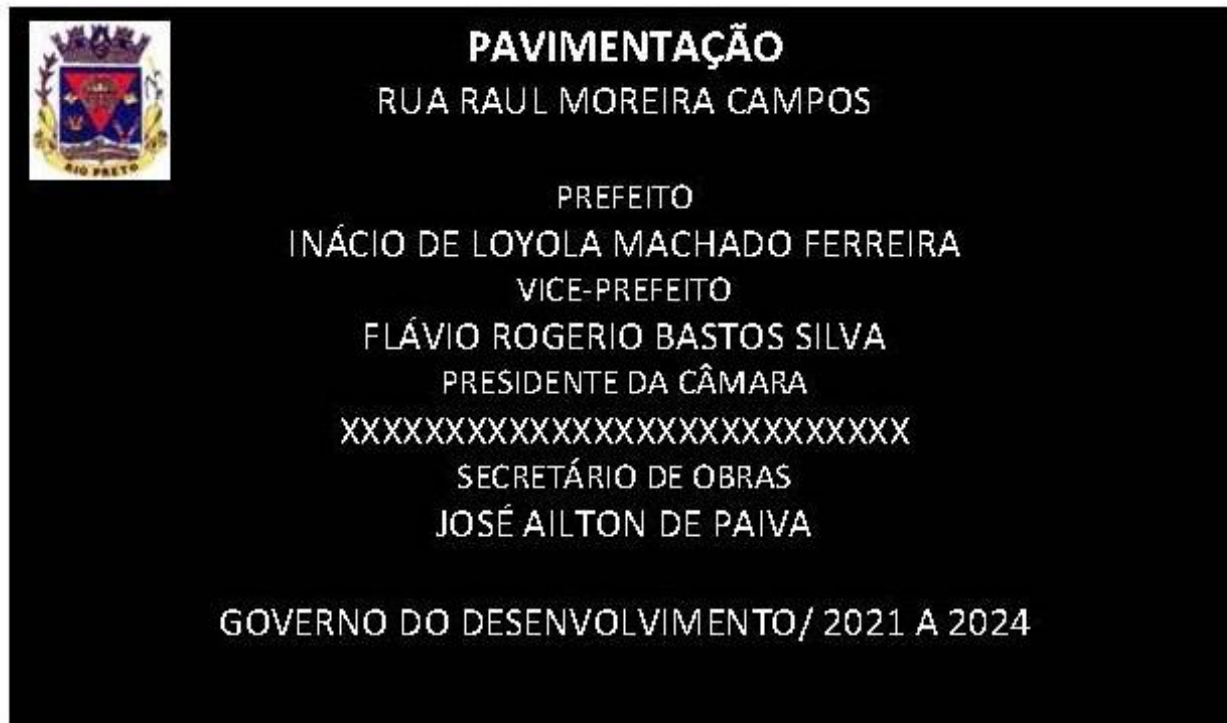 PAVIMENTAÇÃO
RUA RAUL MOREIRA CAMPOS
RIO PRETO
PREFEITO
INÁCIO DE LOYOLA MACHADO FERREIRA
VICE-PREFEITO
FLÁVIO ROGERIO BASTOS SILVA
PRESIDENTE DA CÂMARA
XXXXXXXXXXXXXXXXXXXXXXXXXXX
SECRETÁRIO DE OBRAS
JOSÉ AILTON DE PAIVA
GOVERNO DO DESENVOLVIMENTO/ 2021 A 2024